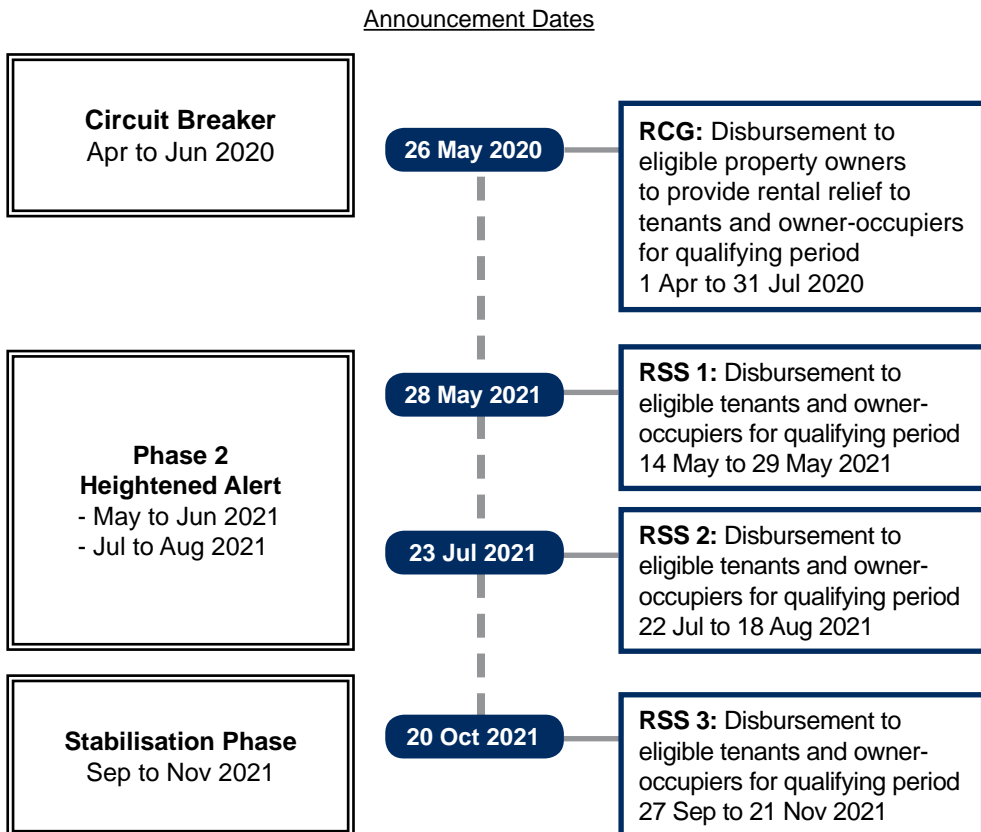 Announcement Dates
Circuit Breaker
Apr to Jun 2020
26 May 2020
RCG: Disbursement to
eligible property owners
to provide rental relief to
tenants and owner-occupiers
for qualifying period
1 Apr to 31 Jul 2020
Phase 2
Heightened Alert
- May to Jun 2021
- Jul to Aug 2021
28 May 2021
RSS 1: Disbursement to
eligible tenants and owner-
occupiers for qualifying period
14 May to 29 May 2021
23 Jul 2021
RSS 2: Disbursement to
eligible tenants and owner-
occupiers for qualifying period
22 Jul to 18 Aug 2021
Stabilisation Phase
Sep to Nov 2021
20 Oct 2021
RSS 3: Disbursement to
eligible tenants and owner-
occupiers for qualifying period
27 Sep to 21 Nov 2021